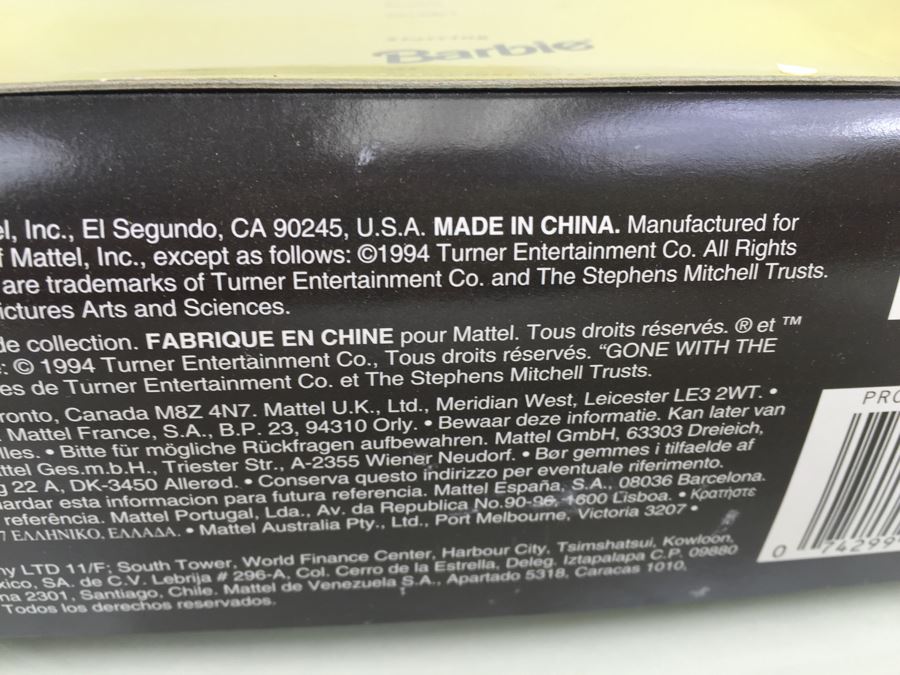 Barbie
el, Inc., El Segundo, CA 90245, U.S.A. MADE IN CHINA. Manufactured for
f Mattel, Inc., except as follows: ©1994 Turner Entertainment Co. All Rights
are trademarks of Turner Entertainment Co. and The Stephens Mitchell Trusts.
ictures Arts and Sciences.
de collection. FABRIQUE EN CHINE pour Mattel. Tous droits réservés. ® et ™
: © 1994 Turner Entertainment Co., Tous droits réservés. “GONE WITH THE
es de Turner Entertainment Co. et The Stephens Mitchell Trusts.
ronto, Canada M8Z 4N7. Mattel U.K., Ltd., Meridian West, Leicester LE3 2WT. •
. Mattel France, S.A., B.P. 23, 94310 Orly. • Bewaar deze informatie. Kan later van
lles. • Bitte für mögliche Rückfragen aufbewahren. Mattel GmbH, 63303 Dreieich,
ttel Ges.m.b.H., Triester Str., A-2355 Wiener Neudorf. • Bør gemmes i tilfaelde af
g 22 A, DK-3450 Allerød. • Conserva questo indirizzo per eventuale riferimento.
ardar esta informacion para futura referencia. Mattel España, S.A., 08036 Barcelona.
referência. Mattel Portugal, Lda., Av. da Republica No.90-96, 1600 Lisboa. • Κρατήστε
7 ΕΛΛΗΝΙΚΟ, ΕΛΛΑΔΑ. • Mattel Australia Pty., Ltd., Port Melbourne, Victoria 3207 •
ny LTD 11/F, South Tower, World Finance Center, Harbour City, Tsimshatsui, Kowloon,
xico, SA. de C.V. Lebrija # 296-A, Col. Cerro de la Estrella, Deleg. Iztapalapa C.P. 09880
na 2301, Santiago, Chile. Mattel de Venezuela S.A., Apartado 5318, Caracas 1010,
Todos los derechos reservados.
PRO
0 74299